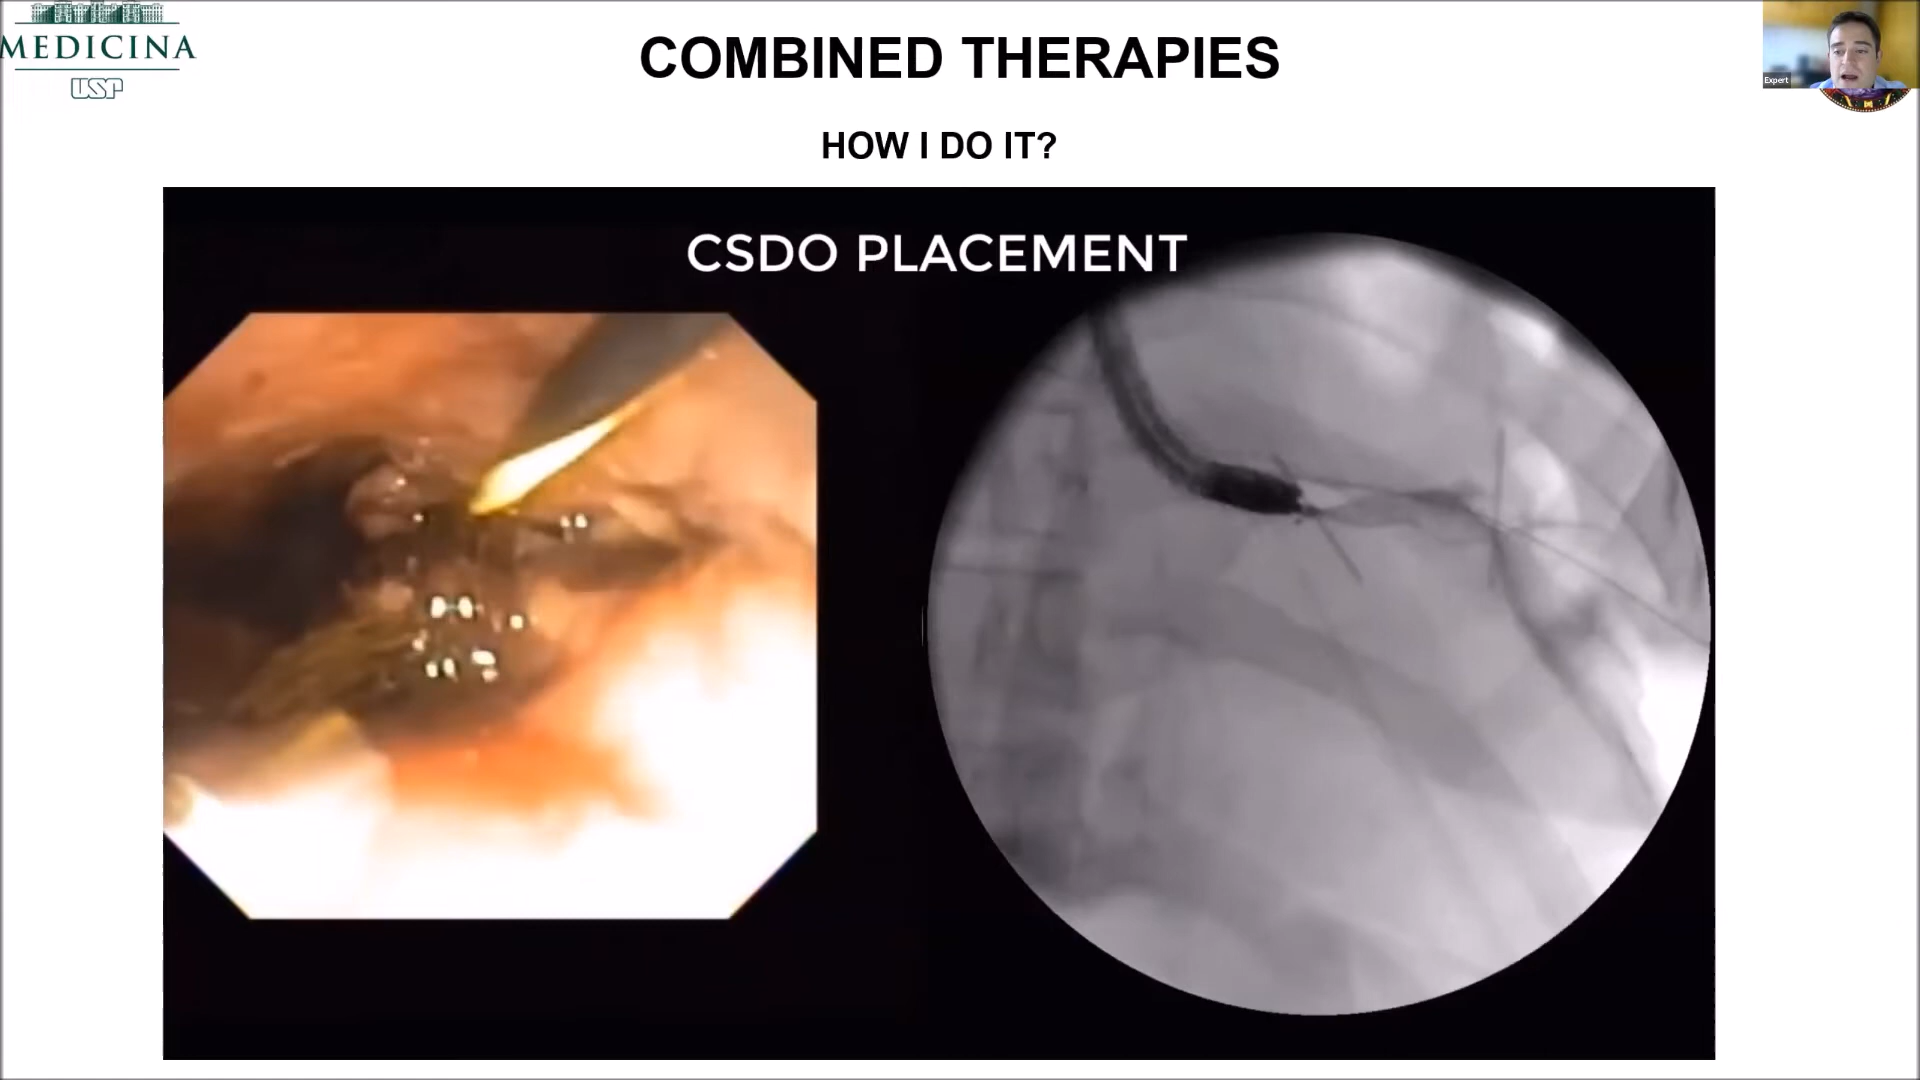 MEDICINA
USP
COMBINED THERAPIES
Expert
HOW I DO IT?
CSDO PLACEMENT